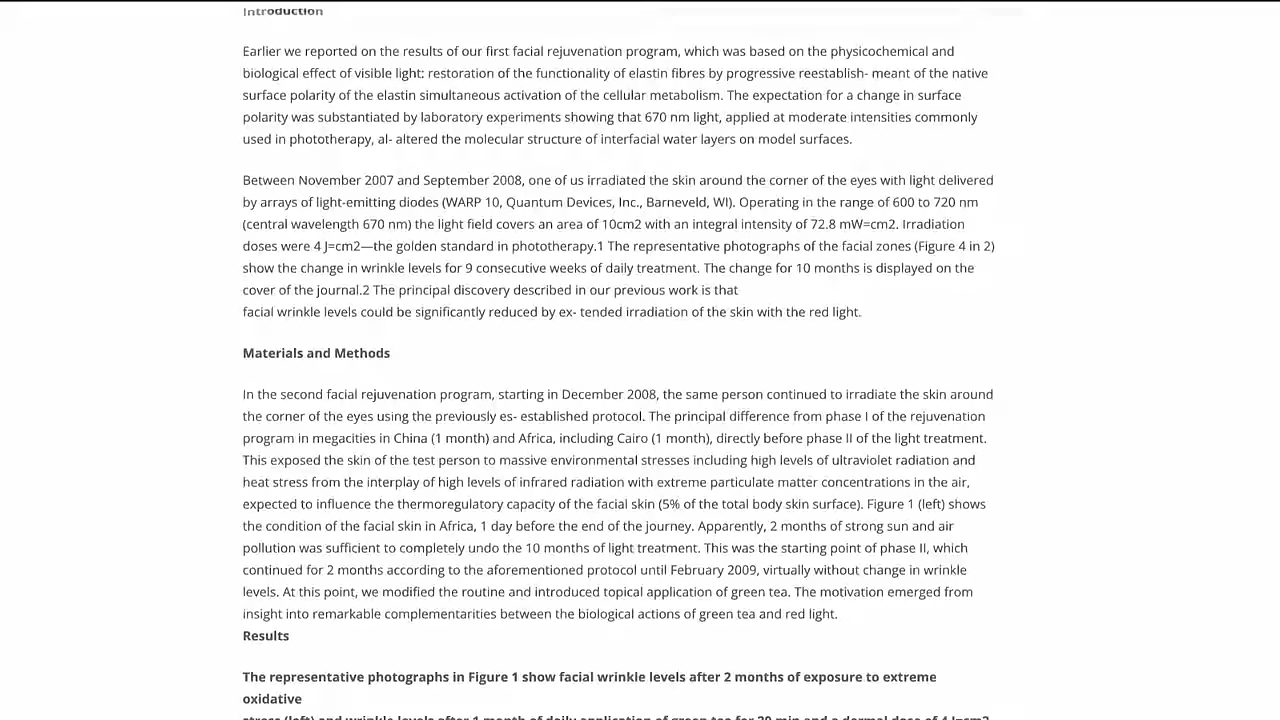 Introduction
Earlier we reported on the results of our first facial rejuvenation program, which was based on the physicochemical and
biological effect of visible light: restoration of the functionality of elastin fibres by progressive reestablish- meant of the native
surface polarity of the elastin simultaneous activation of the cellular metabolism. The expectation for a change in surface
polarity was substantiated by laboratory experiments showing that 670 nm light, applied at moderate intensities commonly
used in phototherapy, al- altered the molecular structure of interfacial water layers on model surfaces.
Between November 2007 and September 2008, one of us irradiated the skin around the corner of the eyes with light delivered
by arrays of light-emitting diodes (WARP 10, Quantum Devices, Inc., Barneveld, WI). Operating in the range of 600 to 720 nm
(central wavelength 670 nm) the light field covers an area of 10cm2 with an integral intensity of 72.8 mW=cm2. Irradiation
doses were 4 J=cm2—the golden standard in phototherapy.1 The representative photographs of the facial zones (Figure 4 in 2)
show the change in wrinkle levels for 9 consecutive weeks of daily treatment. The change for 10 months is displayed on the
cover of the journal.2 The principal discovery described in our previous work is that
facial wrinkle levels could be significantly reduced by ex- tended irradiation of the skin with the red light.
Materials and Methods
In the second facial rejuvenation program, starting in December 2008, the same person continued to irradiate the skin around
the corner of the eyes using the previously es- established protocol. The principal difference from phase I of the rejuvenation
program in megacities in China (1 month) and Africa, including Cairo (1 month), directly before phase II of the light treatment.
This exposed the skin of the test person to massive environmental stresses including high levels of ultraviolet radiation and
heat stress from the interplay of high levels of infrared radiation with extreme particulate matter concentrations in the air,
expected to influence the thermoregulatory capacity of the facial skin (5% of the total body skin surface). Figure 1 (left) shows
the condition of the facial skin in Africa, 1 day before the end of the journey. Apparently, 2 months of strong sun and air
pollution was sufficient to completely undo the 10 months of light treatment. This was the starting point of phase II, which
continued for 2 months according to the aforementioned protocol until February 2009, virtually without change in wrinkle
levels. At this point, we modified the routine and introduced topical application of green tea. The motivation emerged from
insight into remarkable complementarities between the biological actions of green tea and red light.
Results
The representative photographs in Figure 1 show facial wrinkle levels after 2 months of exposure to extreme
oxidative
stress (left) and wrinkle levels after 1 month of daily application of green tea for 20 min and a dermal dose of 4 J=cm2